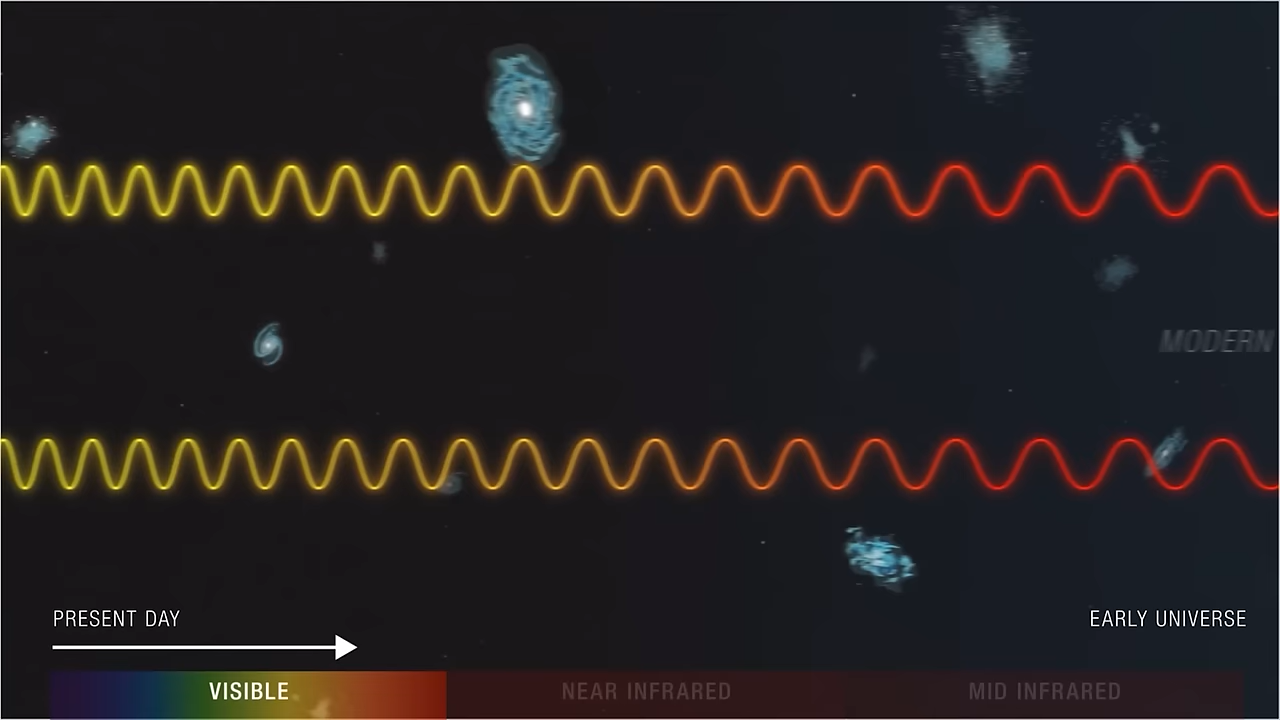 MODERN
PRESENT DAY
EARLY UNIVERSE
VISIBLE
NEAR INFRARED
MID INFRARED